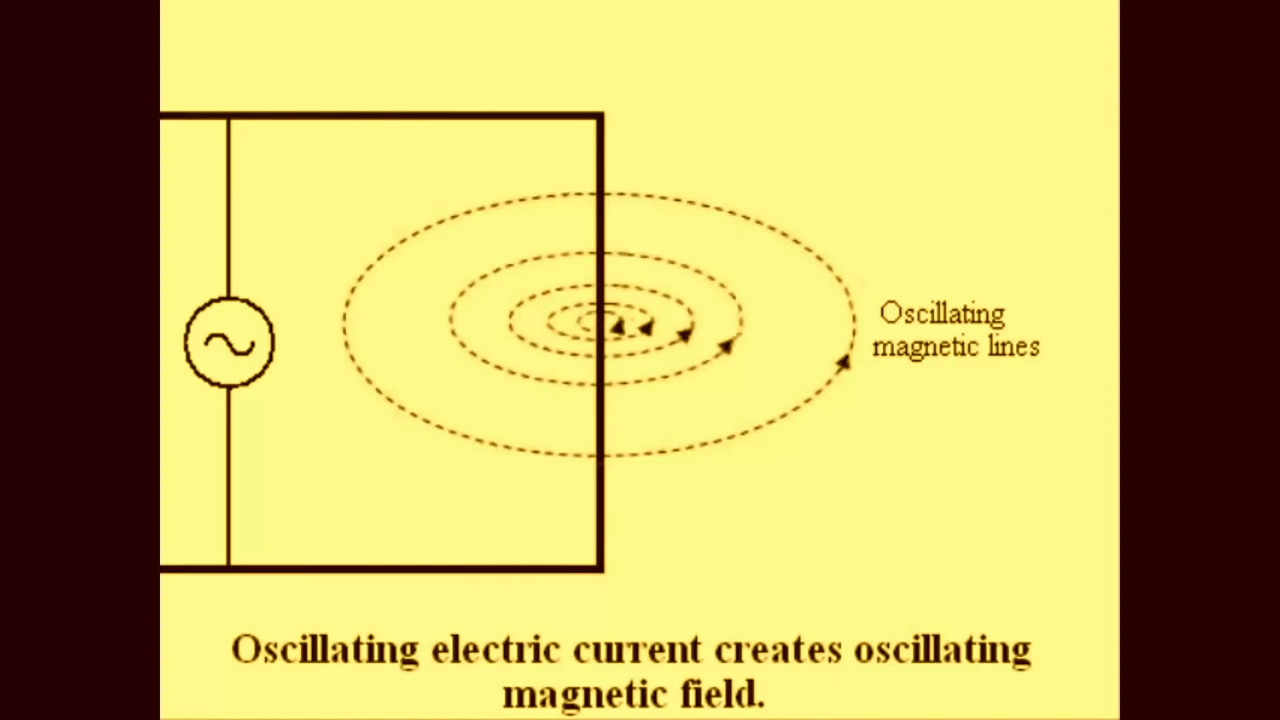 Oscillating
magnetic lines
Oscillating electric current creates oscillating
magnetic field.